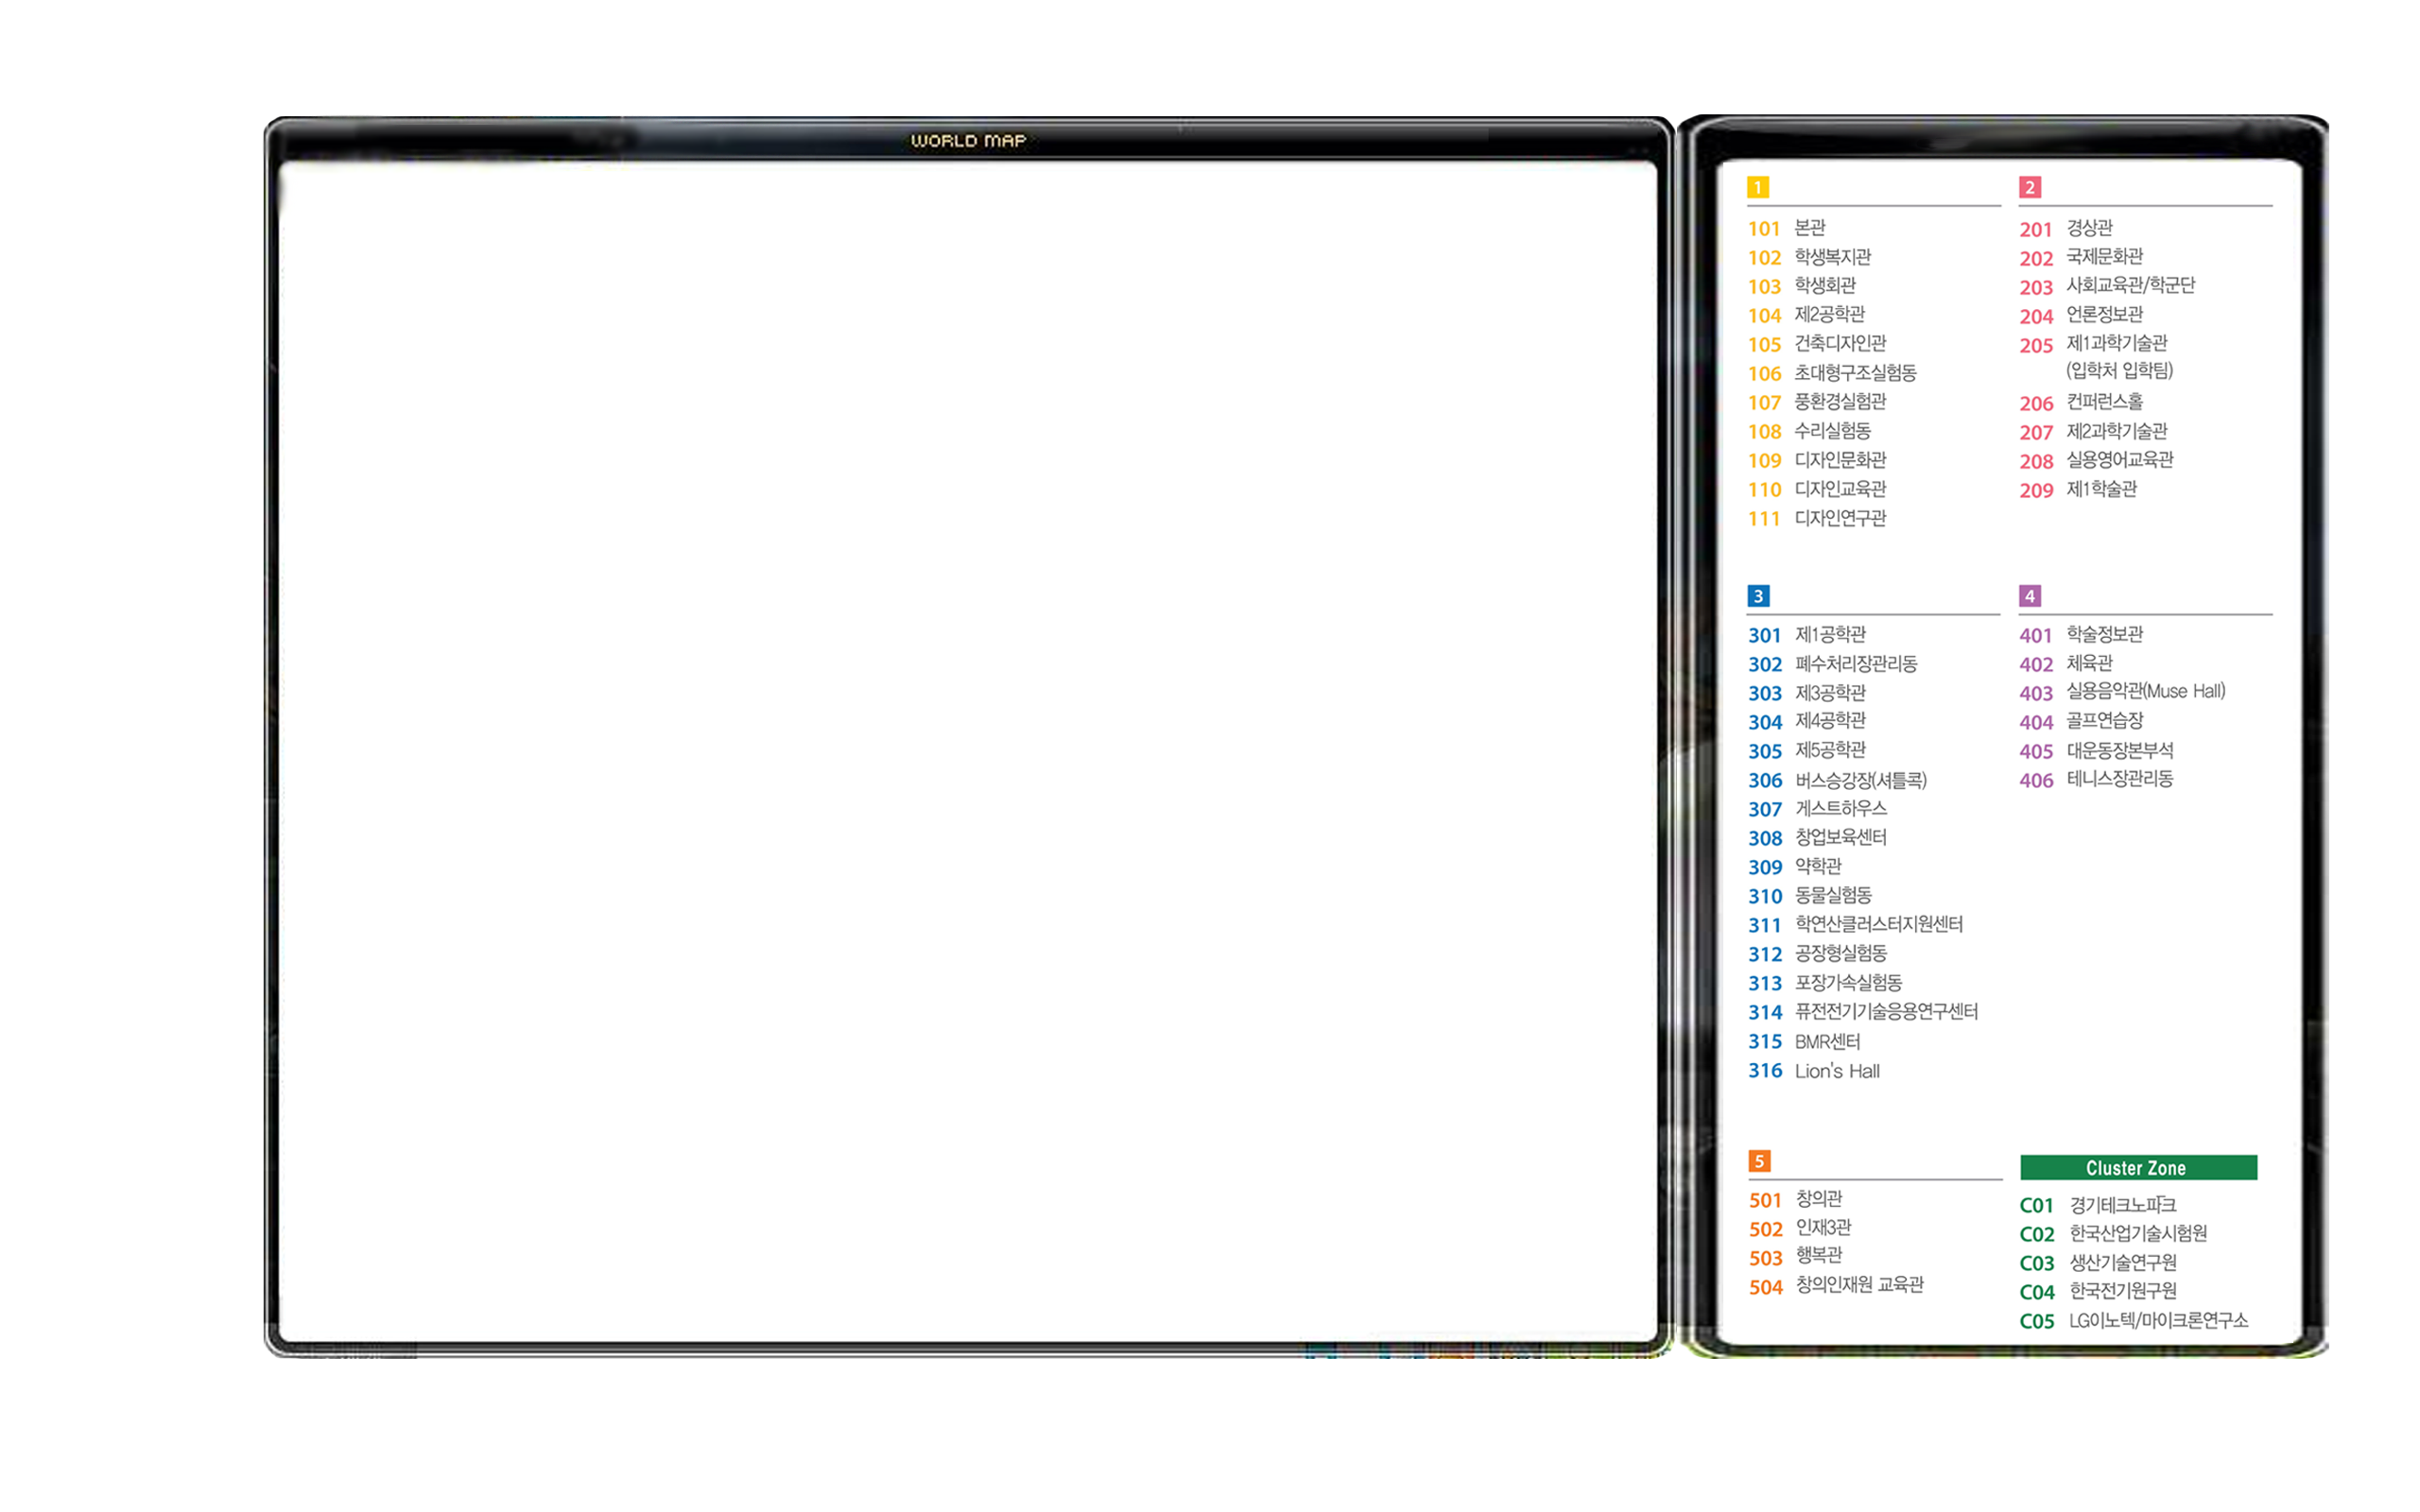 WORLD MAP
1
101 본관
102 학생복지관
103 학생회관
104 제2공학관
105 건축디자인관
106 초대형구조실험동
107 풍환경실험관
108 수리실험동
109 디자인문화관
110 디자인교육관
111 디자인연구관
2
201 경상관
202 국제문화관
203 사회교육관/학군단
204 언론정보관
205 제1과학기술관
(입학처 입학팀)
206 컨퍼런스홀
207 제2과학기술관
208 실용영어교육관
209 제1학술관
3
301 제1공학관
302 폐수처리장관리동
303 제3공학관
304 제4공학관
305 제5공학관
306 버스승강장(셔틀콕)
307 게스트하우스
308 창업보육센터
309 약학관
310 동물실험동
311 학연산클러스터지원센터
312 공장형실험동
313 포장가속실험동
314 퓨전전기기술응용연구센터
315 BMR센터
316 Lion's Hall
4
401 학술정보관
402 체육관
403 실용음악관(Muse Hall)
404 골프연습장
405 대운동장본부석
406 테니스장관리동
5
501 창의관
502 인재3관
503 행복관
504 창의인재원 교육관
Cluster Zone
C01 경기테크노파크
C02 한국산업기술시험원
C03 생산기술연구원
C04 한국전기원구원
C05 LG이노텍/마이크론연구소